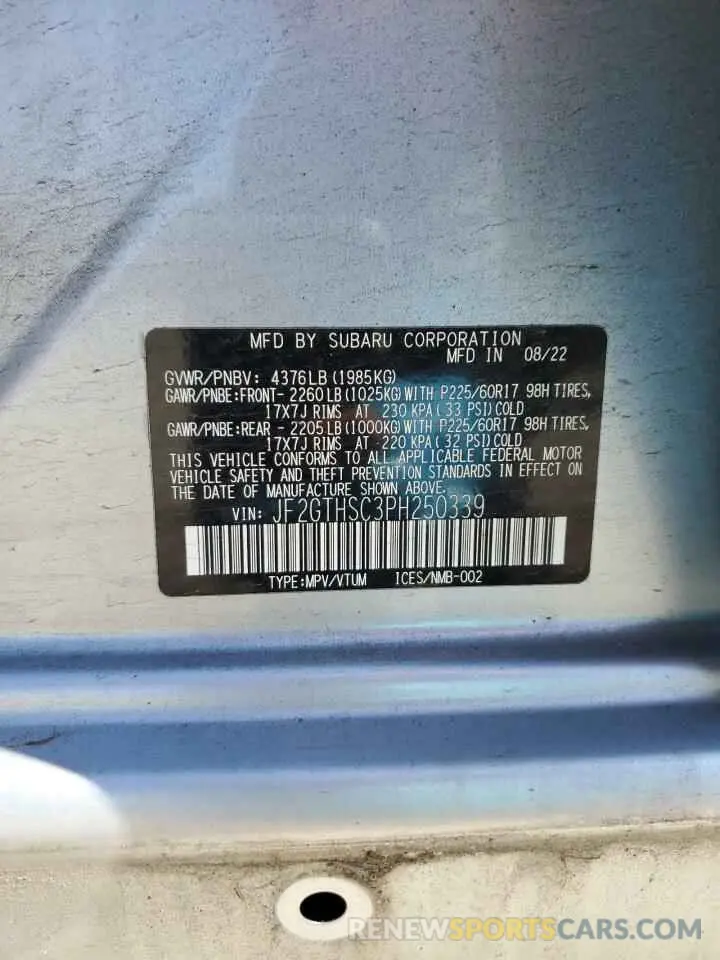 MFD BY SUBARU CORPORATION
MFD IN 08/22
GVWR/PNBV: 4376LB(1985KG)
GAWR/PNBE:FRONT- 2260LB(1025KG)WITH P225/60R17 98H TIRES,
17X7J RIMS AT 230 KPA(33 PSI)COLD
GAWR/PNBE:REAR - 2205LB(1000KG)WITH P225/60R17 98H TIRES,
17X7J RIMS AT 220 KPA(32 PSI)COLD
THIS VEHICLE CONFORMS TO ALL APPLICABLE FEDERAL MOTOR
VEHICLE SAFETY AND THEFT PREVENTION STANDARDS IN EFFECT ON
THE DATE OF MANUFACTURE SHOWN ABOVE.
VIN: JF2GTHSC3PH250339
TYPE:MPV/VTUM ICES/NMB-002
RENEWSPORTSCARS.COM